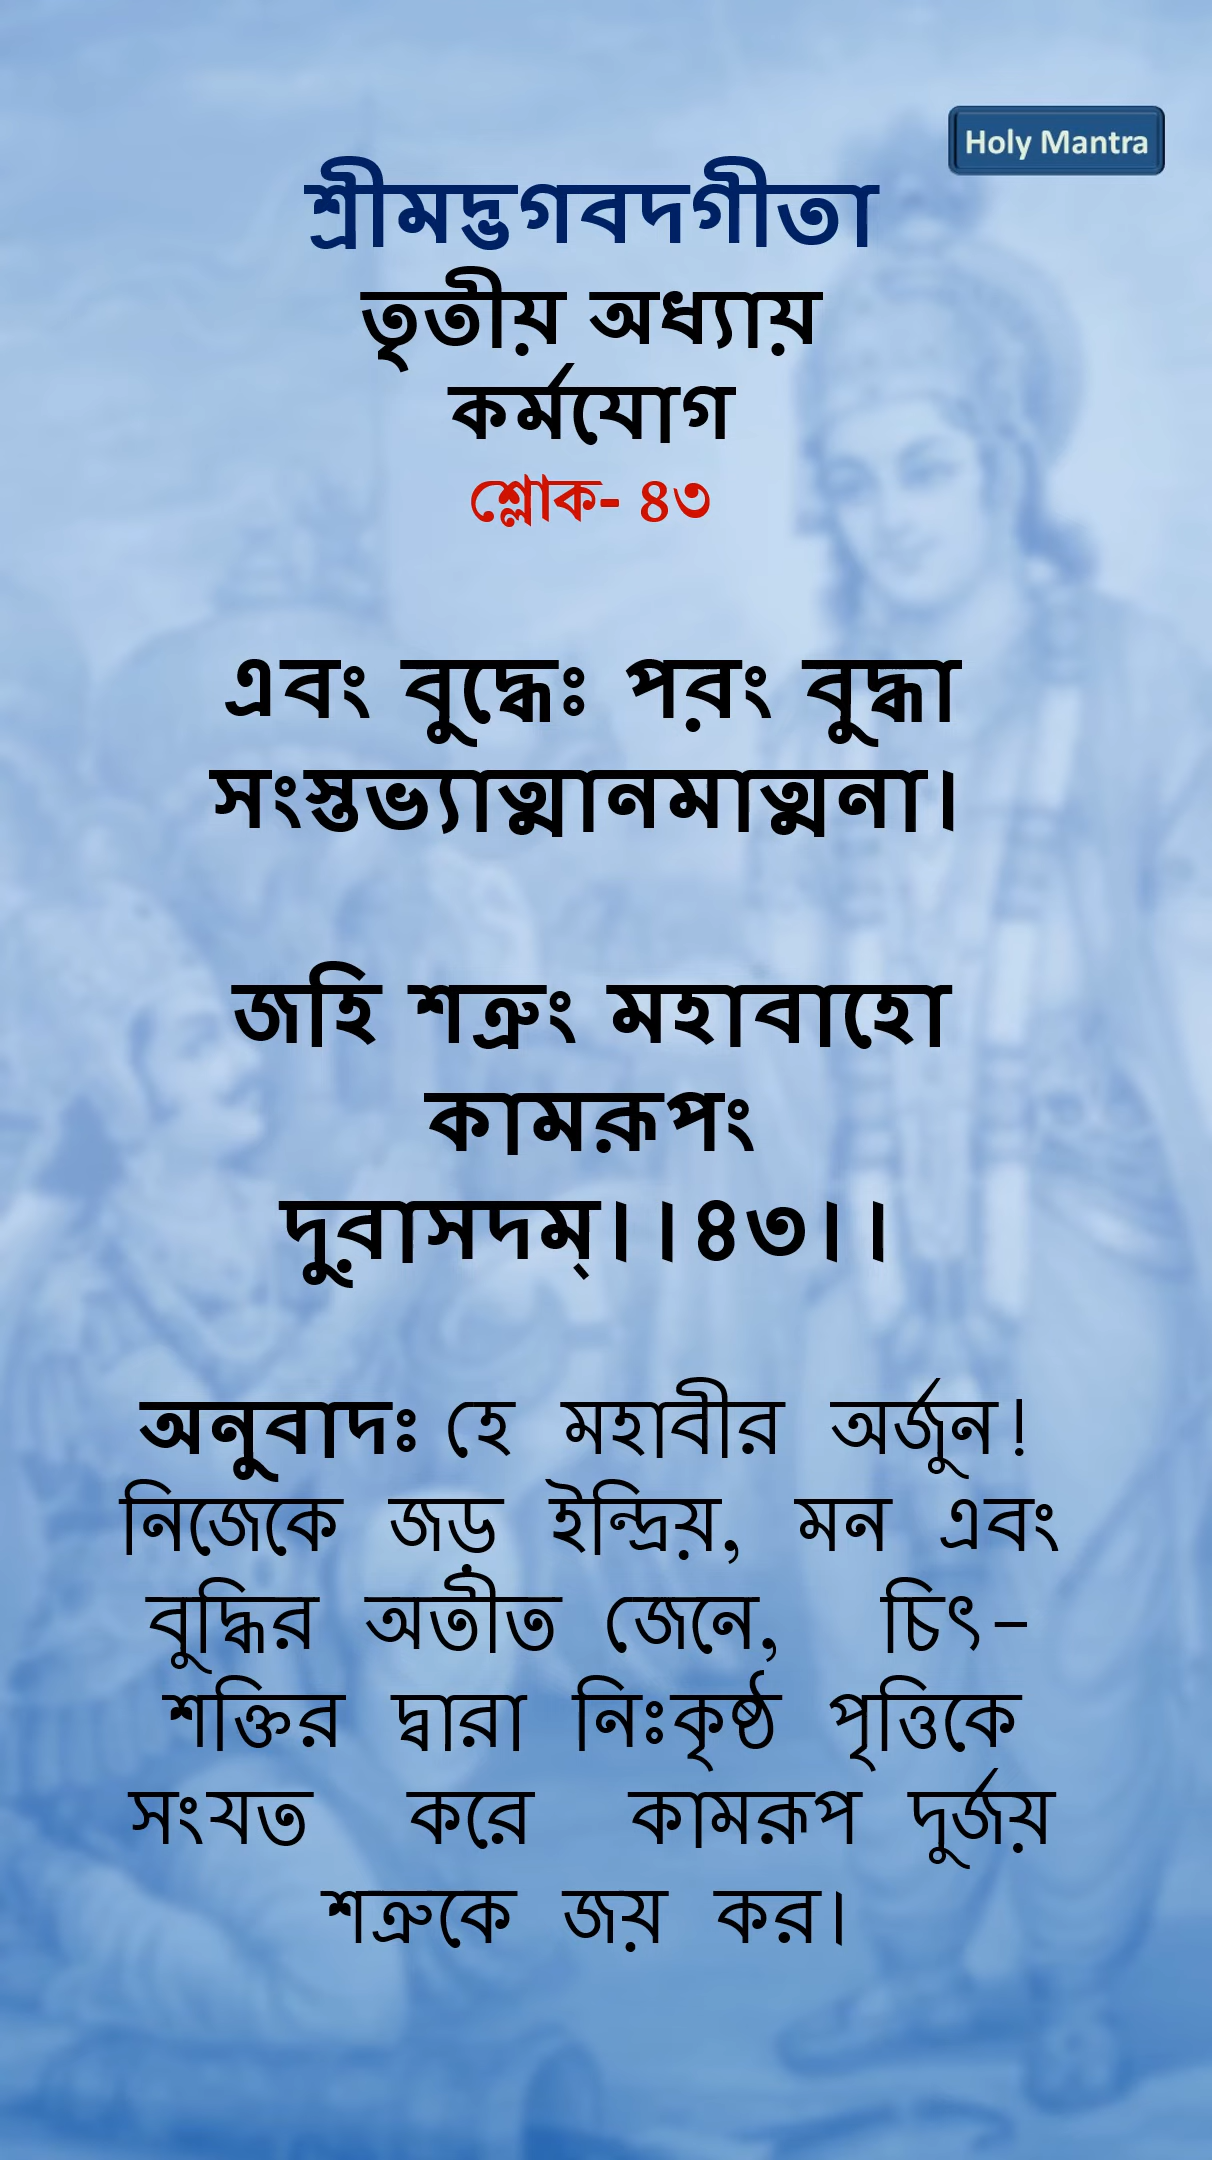 Holy Mantra
শ্রীমদ্ভগবদগীতা
তৃতীয় অধ্যায়
কর্মযোগ
শ্লোক- ৪৩
এবং বুদ্ধেঃ পরং বুদ্ধা
সংস্তভ্যাত্মানমাত্মনা।
জহি শত্রুং মহাবাহো
কামরূপং
দুরাসদম্।।৪৩।।
অনুবাদঃ হে মহাবীর অর্জুন!
নিজেকে জড় ইন্দ্রিয়, মন এবং
বুদ্ধির অতীত জেনে, চিৎ-
শক্তির দ্বারা নিঃকৃষ্ঠ পৃত্তিকে
সংযত করে কামরূপ দুর্জয়
শত্রুকে জয় কর।